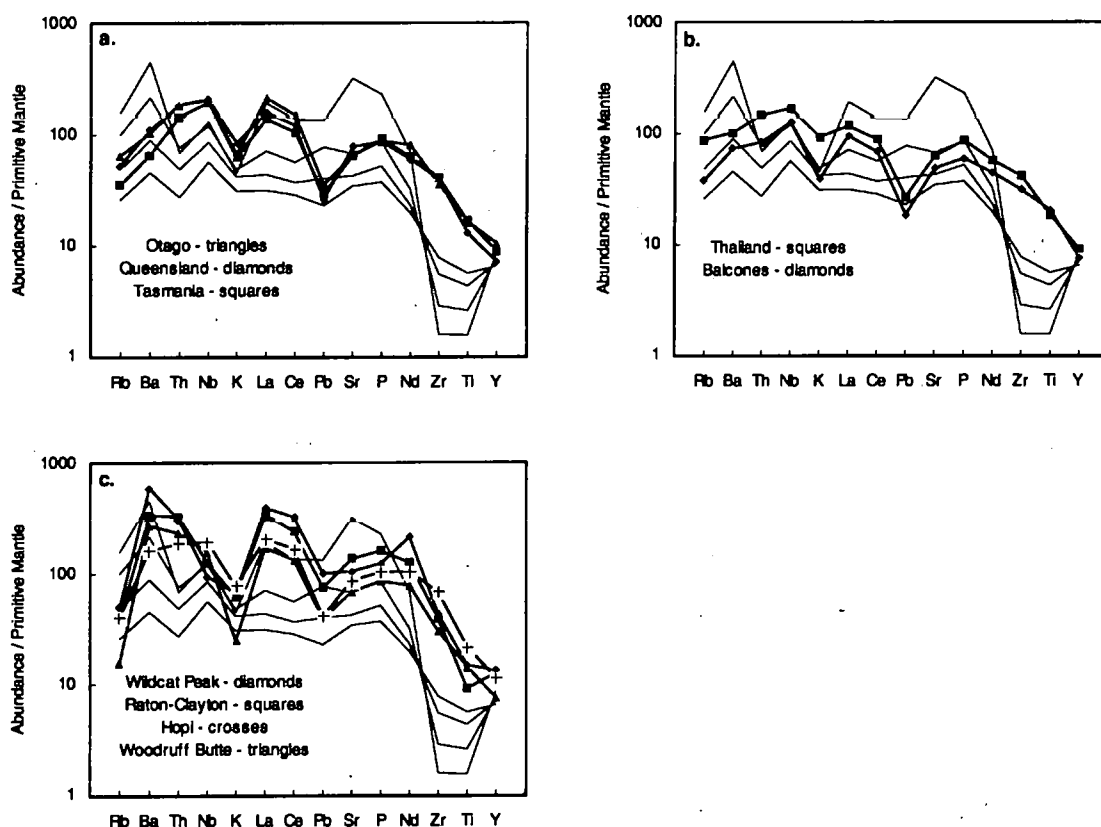 a.
Abundance / Primitive Mantle
1000
100
10
1
Otago - triangles
Queensland - diamonds
Tasmania - squares
Rb Ba Th Nb K La Ce Pb Sr P Nd Zr Ti Y
b.
Abundance / Primitive Mantle
1000
100
10
1
Thailand - squares
Balcones - diamonds
Rb Ba Th Nb K La Ce Pb Sr P Nd Zr Ti Y
c.
Abundance / Primitive Mantle
1000
100
10
1
Wildcat Peak - diamonds
Raton-Clayton - squares
Hopi - crosses
Woodruff Butte - triangles
Rb Ba Th Nb K La Ce Pb Sr P Nd Zr Ti Y